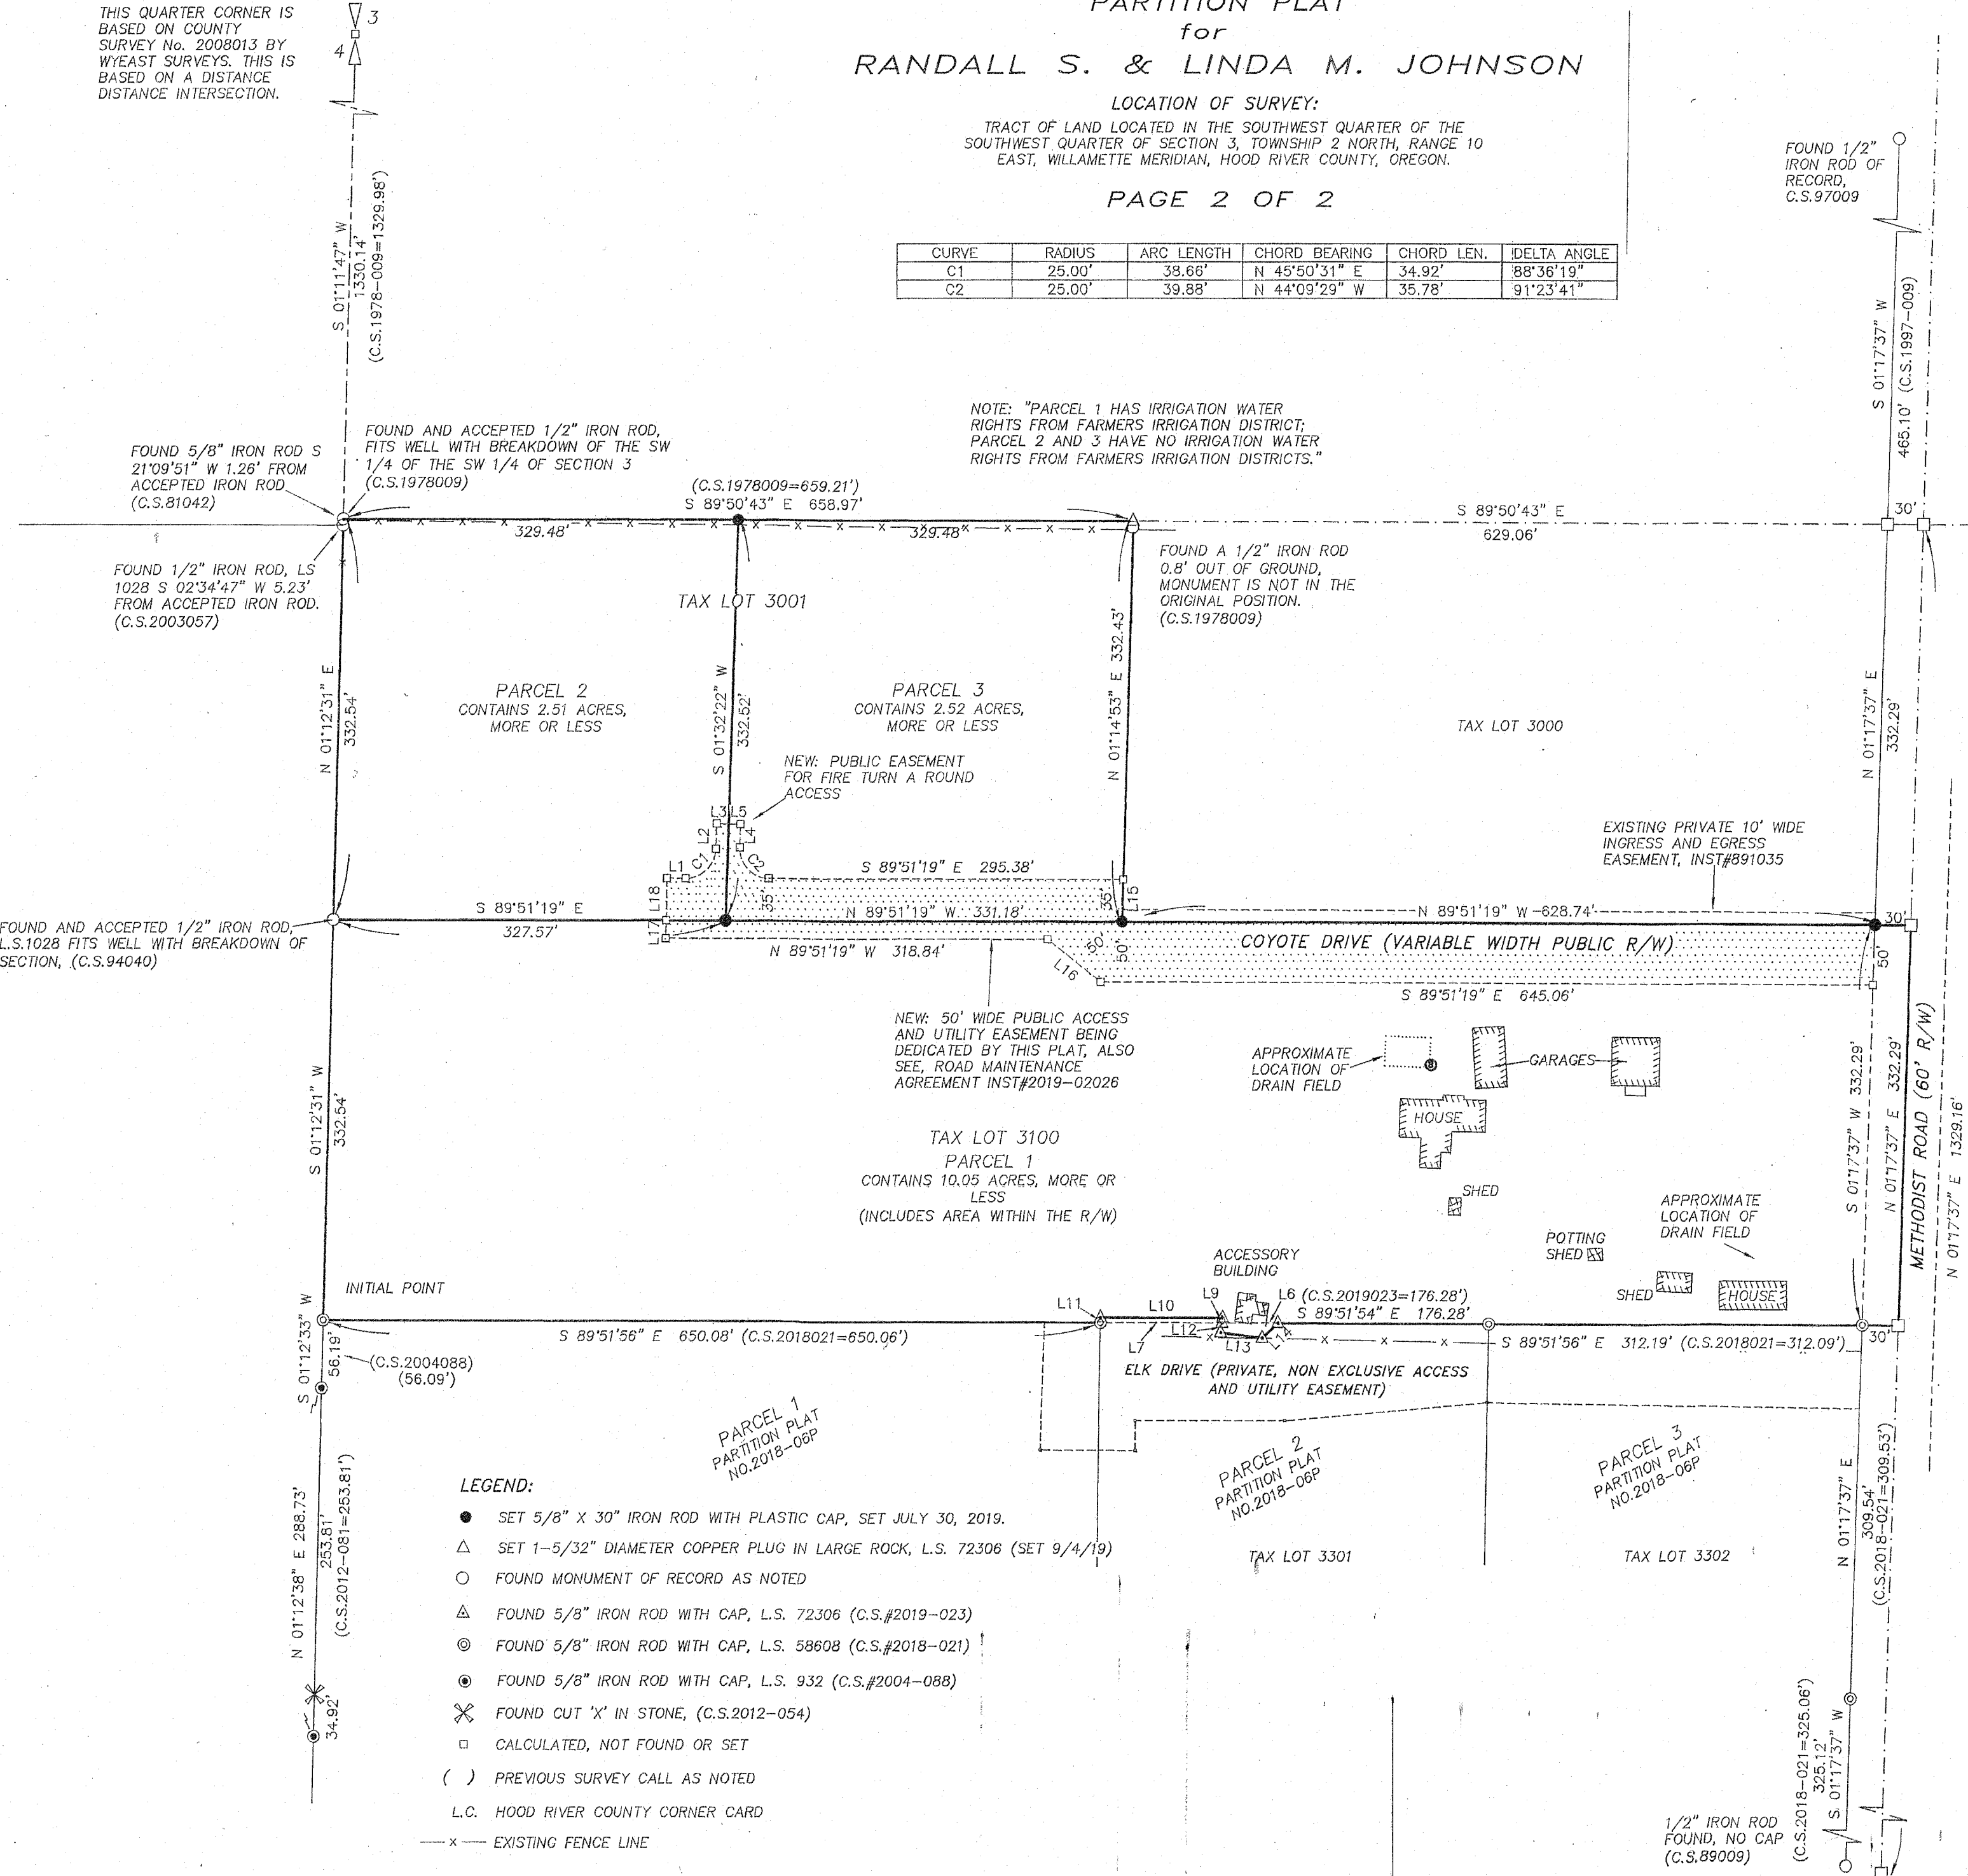 THIS QUARTER CORNER IS
BASED ON COUNTY
SURVEY No. 2008013 BY
WYEAST SURVEYS. THIS IS
BASED ON A DISTANCE
DISTANCE INTERSECTION.
3
4
PARTITION PLAT
for
RANDALL S. & LINDA M. JOHNSON
LOCATION OF SURVEY:
TRACT OF LAND LOCATED IN THE SOUTHWEST QUARTER OF THE
SOUTHWEST QUARTER OF SECTION 3, TOWNSHIP 2 NORTH, RANGE 10
EAST, WILLAMETTE MERIDIAN, HOOD RIVER COUNTY, OREGON.
PAGE 2 OF 2
CURVE RADIUS ARC LENGTH CHORD BEARING CHORD LEN. DELTA ANGLE
C1 25.00' 38.66' N 45°50'31" E 34.92' 88°36'19"
C2 25.00' 39.88' N 44°09'29" W 35.78' 91°23'41"
FOUND 1/2"
IRON ROD OF
RECORD,
C.S.97009
S 01°11'47" W
1330.14'
(C.S.1978-009=1329.98')
S 01°17'37" W
465.10' (C.S.1997-009)
FOUND 5/8" IRON ROD S
21°09'51" W 1.26' FROM
ACCEPTED IRON ROD
(C.S.81042)
FOUND AND ACCEPTED 1/2" IRON ROD,
FITS WELL WITH BREAKDOWN OF THE SW
1/4 OF THE SW 1/4 OF SECTION 3
(C.S.1978009)
NOTE: "PARCEL 1 HAS IRRIGATION WATER
RIGHTS FROM FARMERS IRRIGATION DISTRICT;
PARCEL 2 AND 3 HAVE NO IRRIGATION WATER
RIGHTS FROM FARMERS IRRIGATION DISTRICTS."
(C.S.1978009=659.21')
S 89°50'43" E 658.97'
329.48'
329.48'
S 89°50'43" E
629.06'
30'
FOUND 1/2" IRON ROD, LS
1028 S 02°34'47" W 5.23'
FROM ACCEPTED IRON ROD.
(C.S.2003057)
FOUND A 1/2" IRON ROD
0.8' OUT OF GROUND,
MONUMENT IS NOT IN THE
ORIGINAL POSITION.
(C.S.1978009)
TAX LOT 3001
N 01°12'31" E
332.54'
PARCEL 2
CONTAINS 2.51 ACRES,
MORE OR LESS
S 01°32'22" W
332.52'
PARCEL 3
CONTAINS 2.52 ACRES,
MORE OR LESS
N 01°14'53" E 332.43'
TAX LOT 3000
N 01°17'37" E
332.29'
NEW: PUBLIC EASEMENT
FOR FIRE TURN A ROUND
ACCESS
L3 L5
L2 L4
L1 C1 C2
L18
L17
S 89°51'19" E 295.38'
35'
35'
L15
EXISTING PRIVATE 10' WIDE
INGRESS AND EGRESS
EASEMENT, INST#891035
FOUND AND ACCEPTED 1/2" IRON ROD,
L.S.1028 FITS WELL WITH BREAKDOWN OF
SECTION, (C.S.94040)
S 89°51'19" E
327.57'
N 89°51'19" W 331.18'
N 89°51'19" W 628.74'
30'
N 89°51'19" W 318.84'
50'
50'
L16
COYOTE DRIVE (VARIABLE WIDTH PUBLIC R/W)
50'
S 89°51'19" E 645.06'
NEW: 50' WIDE PUBLIC ACCESS
AND UTILITY EASEMENT BEING
DEDICATED BY THIS PLAT, ALSO
SEE, ROAD MAINTENANCE
AGREEMENT INST#2019-02026
APPROXIMATE
LOCATION OF
DRAIN FIELD
GARAGES
HOUSE
SHED
S 01°12'31" W
332.54'
TAX LOT 3100
PARCEL 1
CONTAINS 10.05 ACRES, MORE OR
LESS
(INCLUDES AREA WITHIN THE R/W)
S 01°17'37" W 332.29'
N 01°17'37" E 332.29'
METHODIST ROAD (60' R/W)
N 01°17'37" E 1329.16'
APPROXIMATE
LOCATION OF
DRAIN FIELD
POTTING
SHED
ACCESSORY
BUILDING
SHED
HOUSE
INITIAL POINT
L11 L10 L9 L6 (C.S.2019023=176.28')
S 89°51'54" E 176.28'
L12
L7
L13
L14
S 89°51'56" E 650.08' (C.S.2018021=650.06')
S 89°51'56" E 312.19' (C.S.2018021=312.09')
30'
S 01°12'33" W
56.19'
(C.S.2004088)
(56.09')
ELK DRIVE (PRIVATE, NON EXCLUSIVE ACCESS
AND UTILITY EASEMENT)
PARCEL 1
PARTITION PLAT
NO.2018-06P
PARCEL 2
PARTITION PLAT
NO.2018-06P
PARCEL 3
PARTITION PLAT
NO.2018-06P
TAX LOT 3301
TAX LOT 3302
N 01°12'38" E 288.73'
253.81'
(C.S.2012-081=253.81')
34.92'
N 01°17'37" E
309.54'
(C.S.2018-021=309.53')
LEGEND:
SET 5/8" X 30" IRON ROD WITH PLASTIC CAP, SET JULY 30, 2019.
SET 1-5/32" DIAMETER COPPER PLUG IN LARGE ROCK, L.S. 72306 (SET 9/4/19)
FOUND MONUMENT OF RECORD AS NOTED
FOUND 5/8" IRON ROD WITH CAP, L.S. 72306 (C.S.#2019-023)
FOUND 5/8" IRON ROD WITH CAP, L.S. 58608 (C.S.#2018-021)
FOUND 5/8" IRON ROD WITH CAP, L.S. 932 (C.S.#2004-088)
FOUND CUT 'X' IN STONE, (C.S.2012-054)
CALCULATED, NOT FOUND OR SET
( ) PREVIOUS SURVEY CALL AS NOTED
L.C. HOOD RIVER COUNTY CORNER CARD
x EXISTING FENCE LINE
(C.S.2018-021=325.06')
325.12'
S 01°17'37" W
1/2" IRON ROD
FOUND, NO CAP
(C.S.89009)